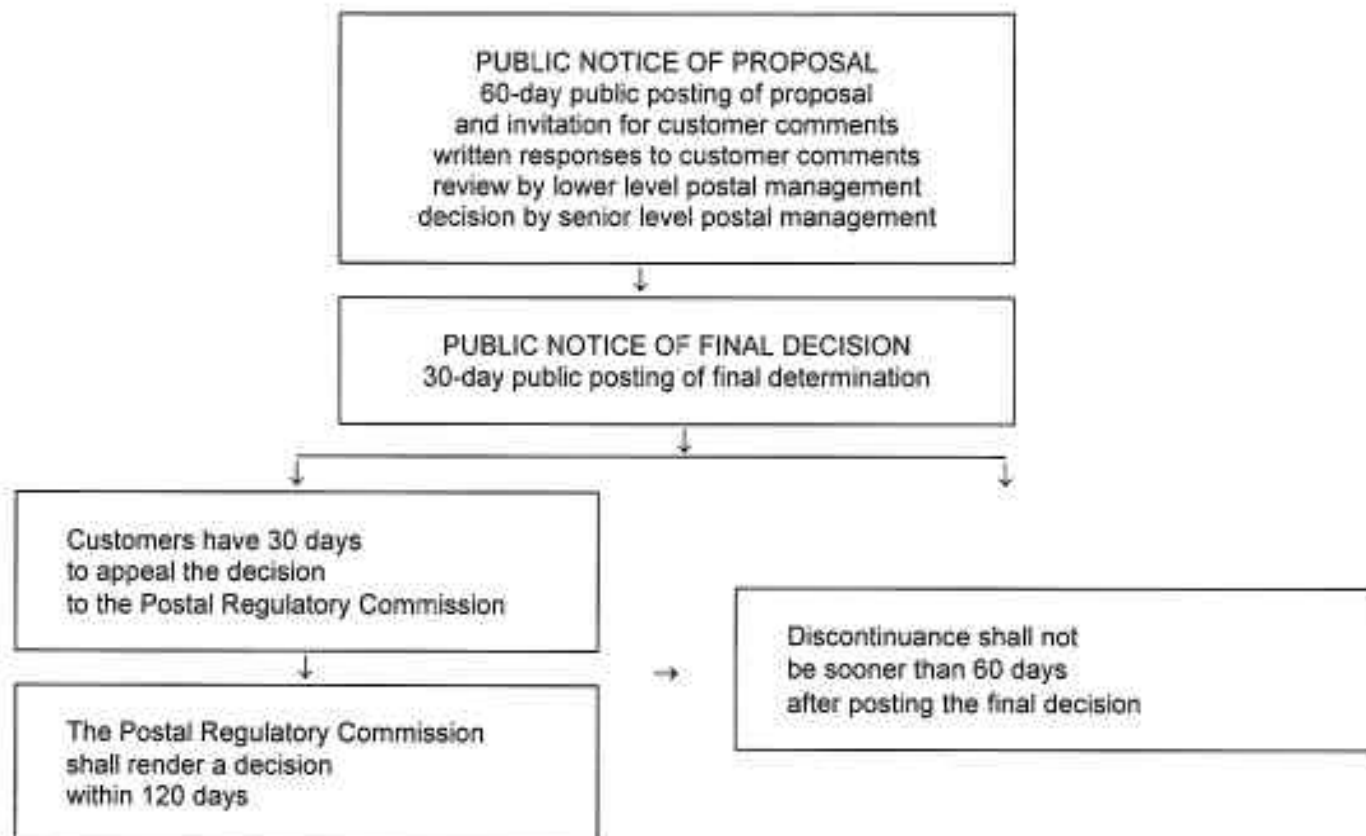 PUBLIC NOTICE OF PROPOSAL
60-day public posting of proposal
and invitation for customer comments
written responses to customer comments
review by lower level postal management
decision by senior level postal management
↓
PUBLIC NOTICE OF FINAL DECISION
30-day public posting of final determination
↓
↓ ↓
Customers have 30 days
to appeal the decision
to the Postal Regulatory Commission
↓
→
Discontinuance shall not
be sooner than 60 days
after posting the final decision
The Postal Regulatory Commission
shall render a decision
within 120 days